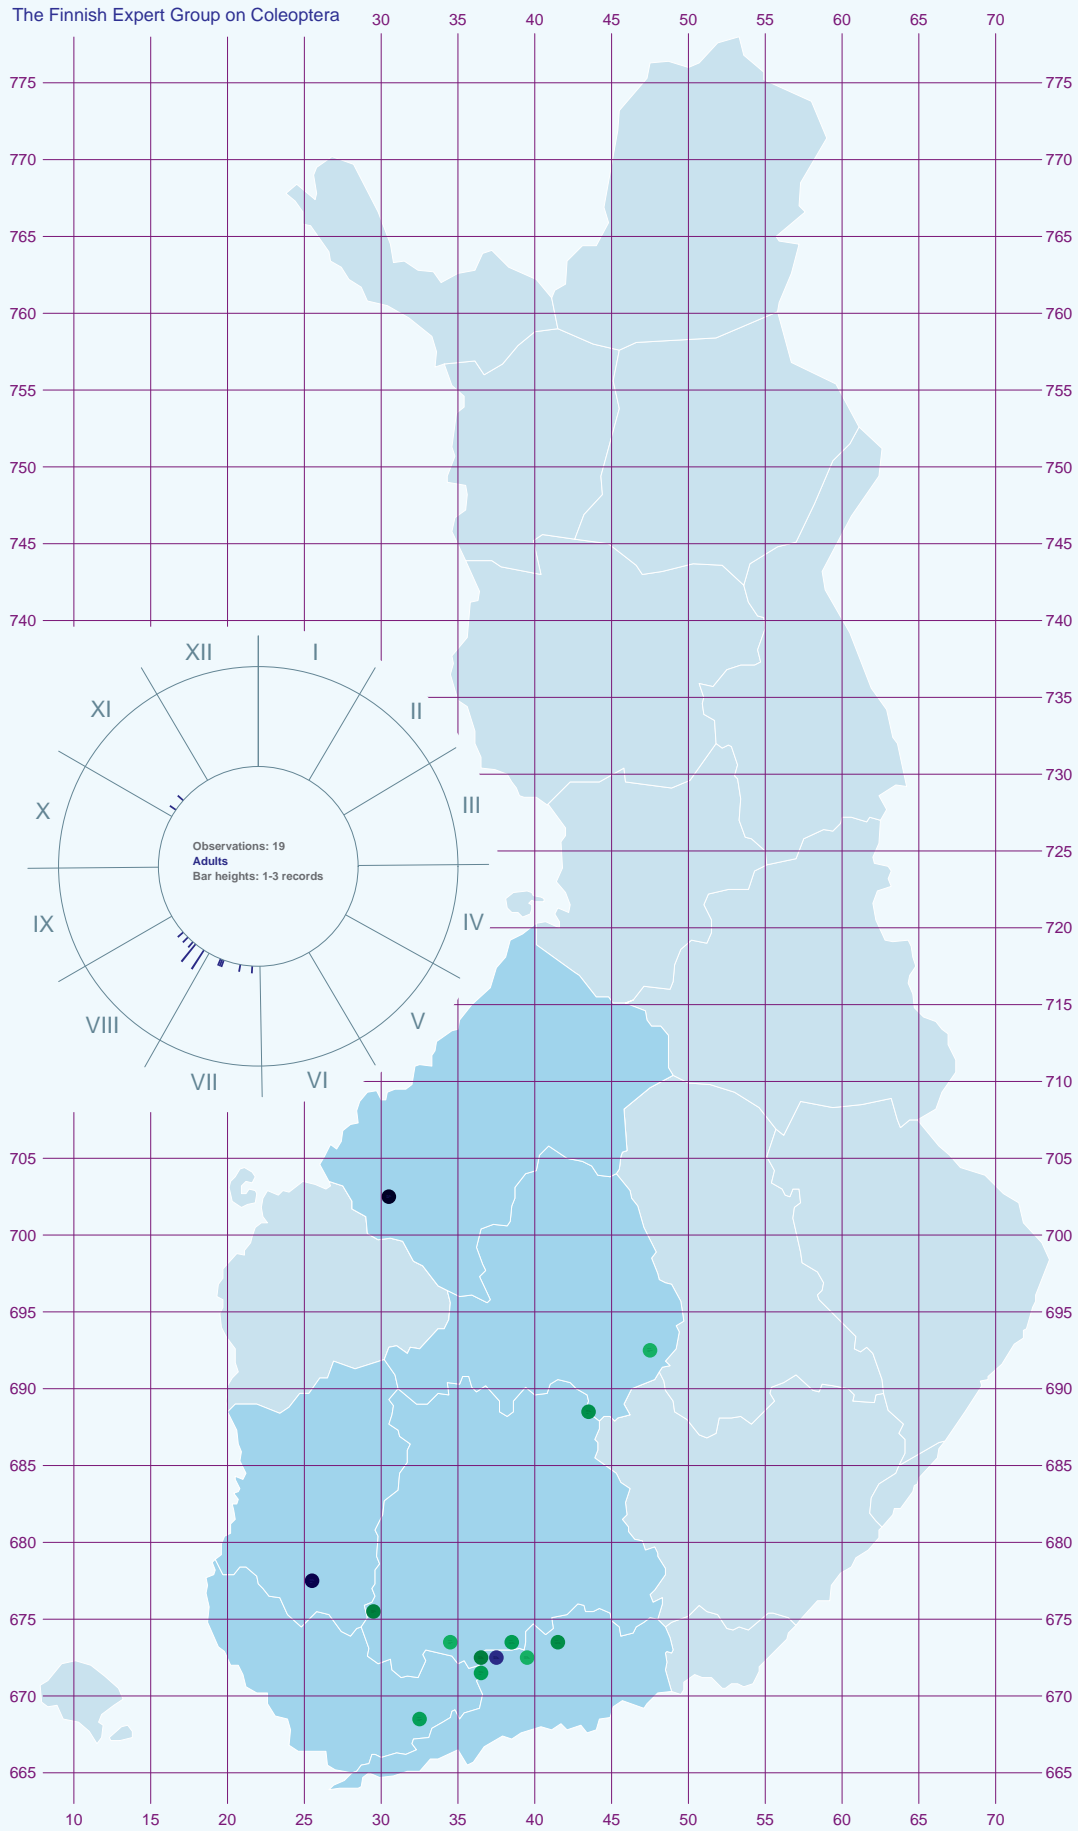 The Finnish Expert Group on Coleoptera
30 40 50 60 70
35 45 55 65
775 775
770 770
765 765
760 760
755 755
750 750
745 745
740 740
XII I
XI II
735
730
X III
725
Observations: 19
Adults
Bar heights: 1-3 records
IX IV
720
VIII V
715
VII VI
710
705 705
700 700
695 695
690 690
685 685
680 680
675 675
670 670
665 665
10 15 20 25 30 35 40 45 50 55 60 65 70